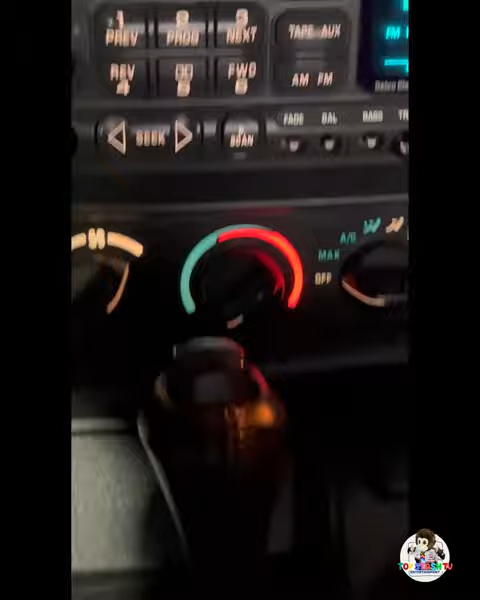 1 2 3
PREV PROG NEXT
TAPE AUX
REV FWD
4 5 6
AM FM
FADE BAL BASS
SEEK SCAN
A/C
MAX
OFF